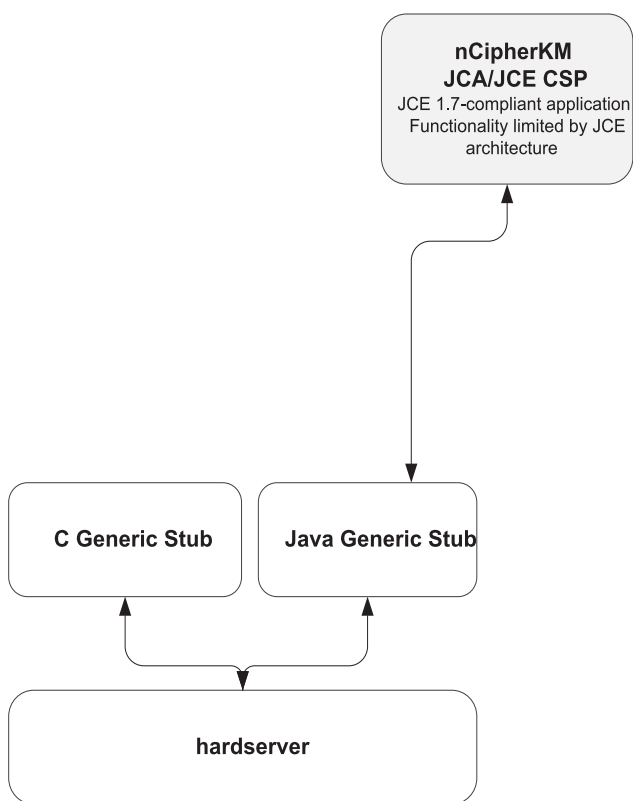 nCipherKM
JCA/JCE CSP
JCE 1.7-compliant application
Functionality limited by JCE
architecture
C Generic Stub
Java Generic Stub
hardserver